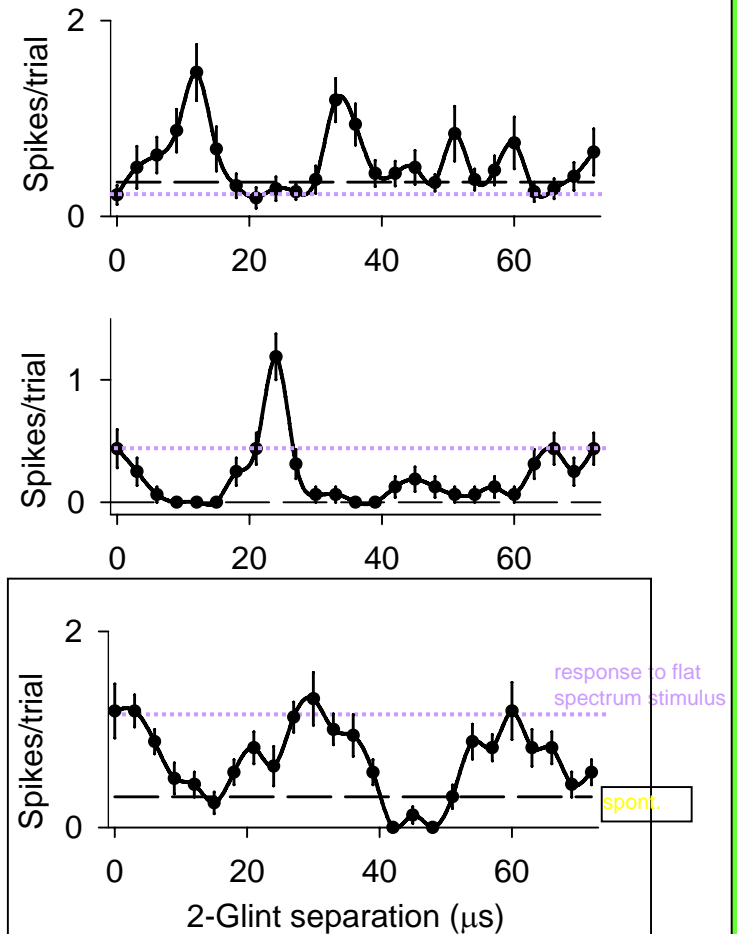 2
Spikes/trial
0
0 20 40 60
1
Spikes/trial
0
0 20 40 60
2
response to flat
spectrum stimulus
Spikes/trial
spont.
0
0 20 40 60
2-Glint separation (μs)